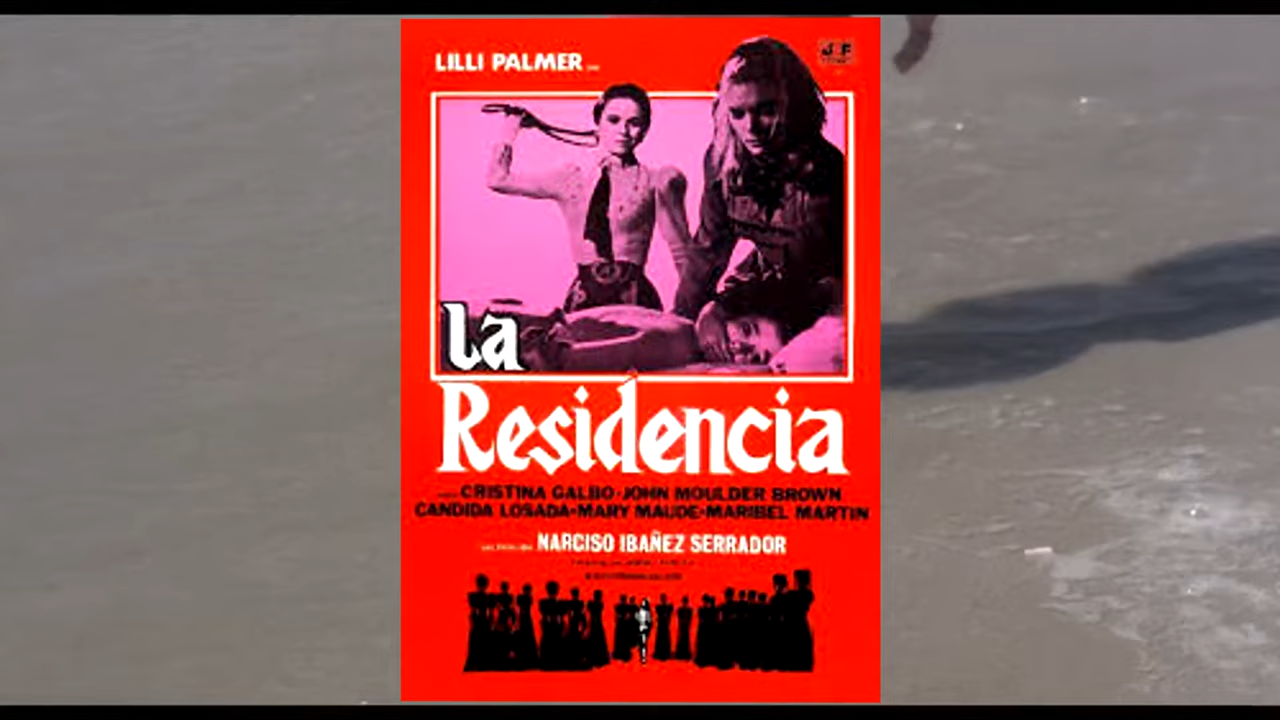 LILLI PALMER
La
Residencia
CRISTINA GALBO-JOHN MOULDER BROWN
CANDIDA LOSADA-MARY MAUDE-MARIBEL MARTIN
NARCISO IBAÑEZ SERRADOR